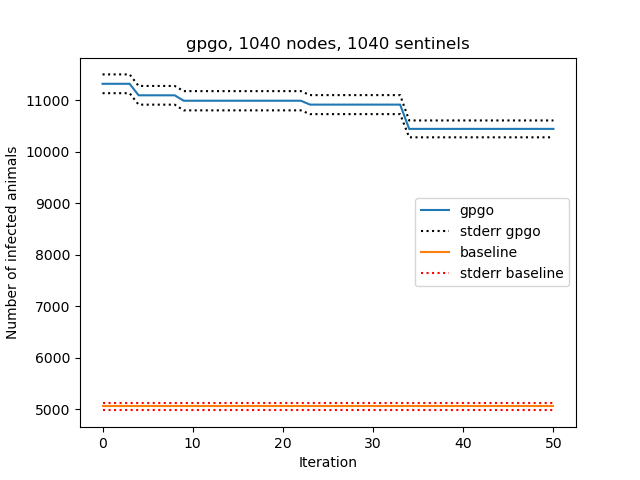 gpgo, 1040 nodes, 1040 sentinels
Number of infected animals
11000
10000
9000
8000
7000
6000
5000
gpgo
stderr gpgo
baseline
stderr baseline
0 10 20 30 40 50
Iteration